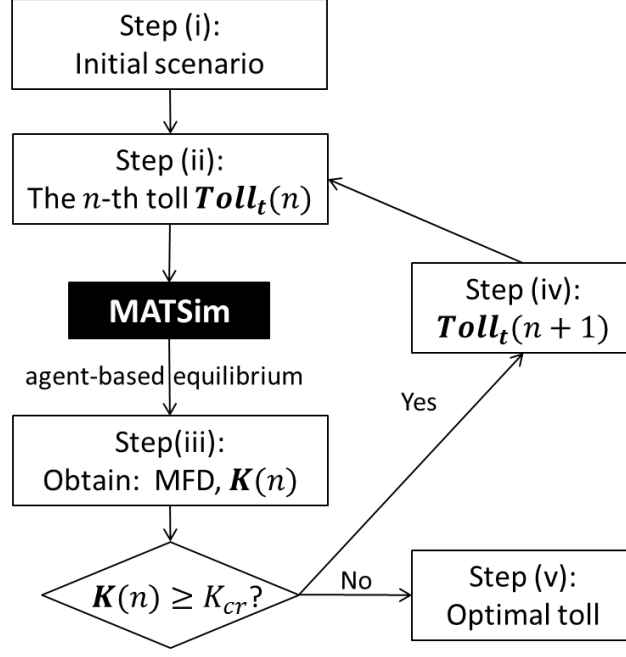 Step (i):
Initial scenario
Step (ii):
The n-th toll Toll_t(n)
MATSim
agent-based equilibrium
Step(iii):
Obtain: MFD, K(n)
K(n) ≥ K_cr?
Yes
Step (iv):
Toll_t(n + 1)
No
Step (v):
Optimal toll